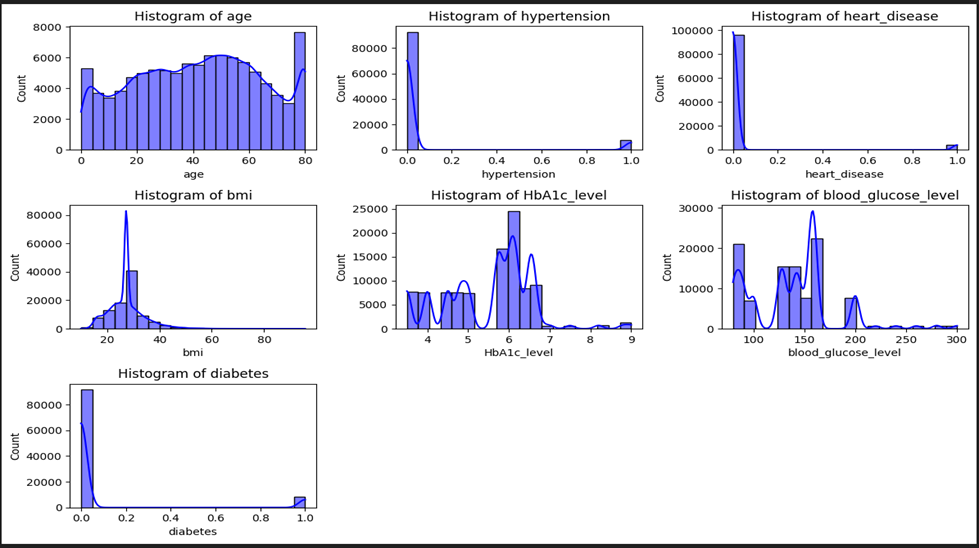 Histogram of age
Histogram of hypertension
Histogram of heart_disease
8000
6000
4000
2000
0
Count
0 20 40 60 80
age
80000
60000
40000
20000
0
Count
0.0 0.2 0.4 0.6 0.8 1.0
hypertension
100000
80000
60000
40000
20000
0
Count
0.0 0.2 0.4 0.6 0.8 1.0
heart_disease
Histogram of bmi
Histogram of HbA1c_level
Histogram of blood_glucose_level
80000
60000
40000
20000
0
Count
20 40 60 80
bmi
25000
20000
15000
10000
5000
0
Count
4 5 6 7 8 9
HbA1c_level
30000
20000
10000
0
Count
100 150 200 250 300
blood_glucose_level
Histogram of diabetes
80000
60000
40000
20000
0
Count
0.0 0.2 0.4 0.6 0.8 1.0
diabetes